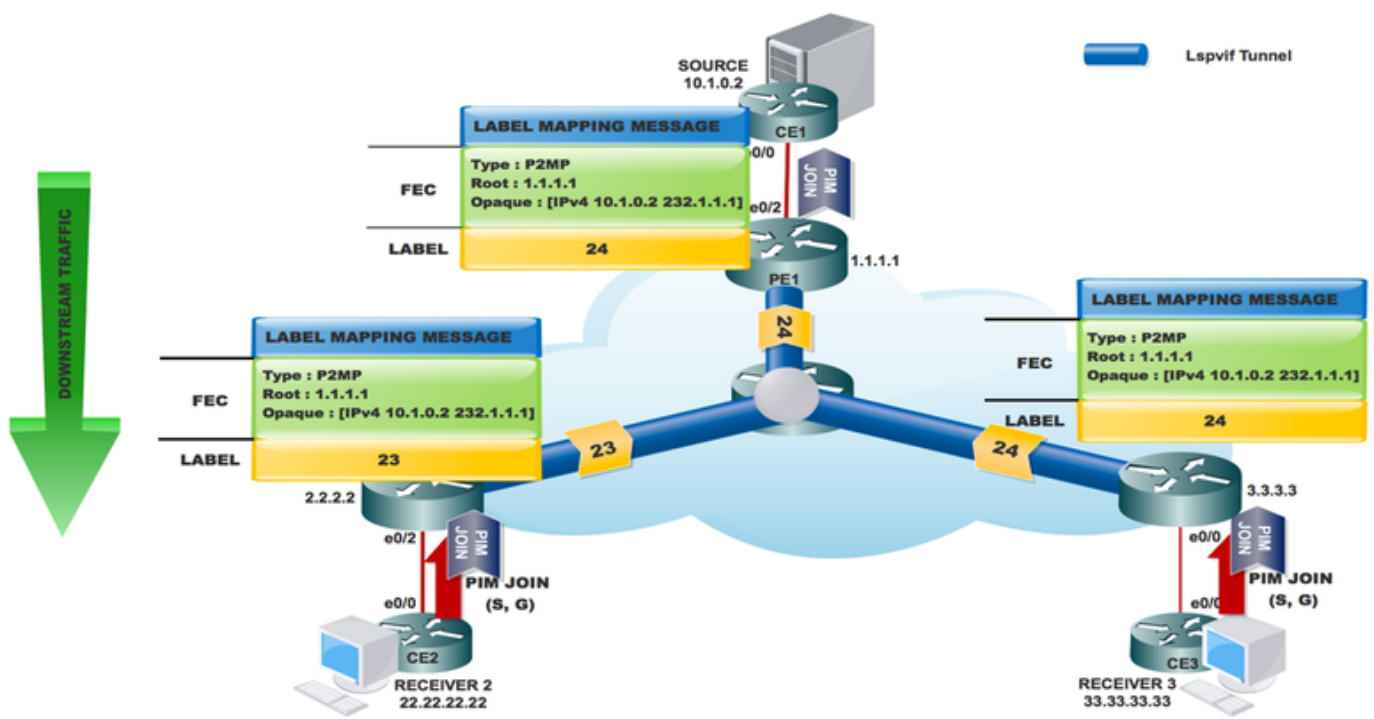 SOURCE
10.1.0.2
Lspvif Tunnel
CE1
LABEL MAPPING MESSAGE
FEC
Type : P2MP
Root : 1.1.1.1
Opaque : [IPv4 10.1.0.2 232.1.1.1]
LABEL
24
e0/0
PIM JOIN
e0/2
PE1
1.1.1.1
24
DOWNSTREAM TRAFFIC
LABEL MAPPING MESSAGE
FEC
Type : P2MP
Root : 1.1.1.1
Opaque : [IPv4 10.1.0.2 232.1.1.1]
LABEL
23
LABEL MAPPING MESSAGE
FEC
Type : P2MP
Root : 1.1.1.1
Opaque : [IPv4 10.1.0.2 232.1.1.1]
LABEL
24
23
24
2.2.2.2
3.3.3.3
e0/2
PIM JOIN
PIM JOIN
(S, G)
e0/0
CE2
RECEIVER 2
22.22.22.22
e0/0
PIM JOIN
PIM JOIN
(S, G)
e0/0
CE3
RECEIVER 3
33.33.33.33